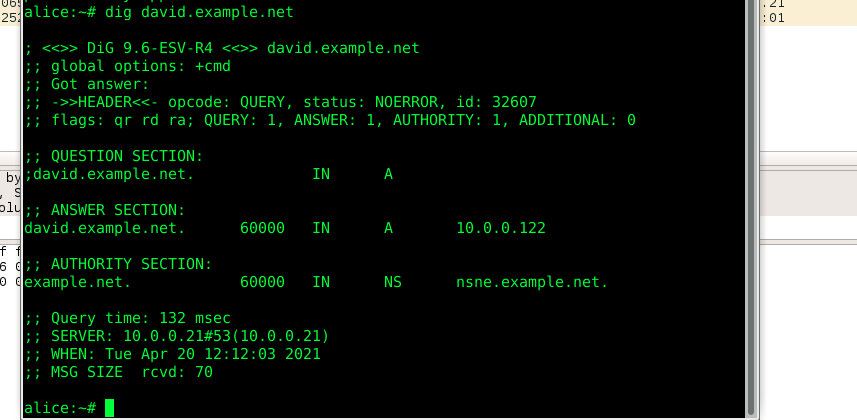 alice:~# dig david.example.net
; <<>> DiG 9.6-ESV-R4 <<>> david.example.net
;; global options: +cmd
;; Got answer:
;; ->>HEADER<<- opcode: QUERY, status: NOERROR, id: 32607
;; flags: qr rd ra; QUERY: 1, ANSWER: 1, AUTHORITY: 1, ADDITIONAL: 0
;; QUESTION SECTION:
;david.example.net. IN A
;; ANSWER SECTION:
david.example.net. 60000 IN A 10.0.0.122
;; AUTHORITY SECTION:
example.net. 60000 IN NS nsne.example.net.
;; Query time: 132 msec
;; SERVER: 10.0.0.21#53(10.0.0.21)
;; WHEN: Tue Apr 20 12:12:03 2021
;; MSG SIZE rcvd: 70
alice:~#
252
.21
:01
by